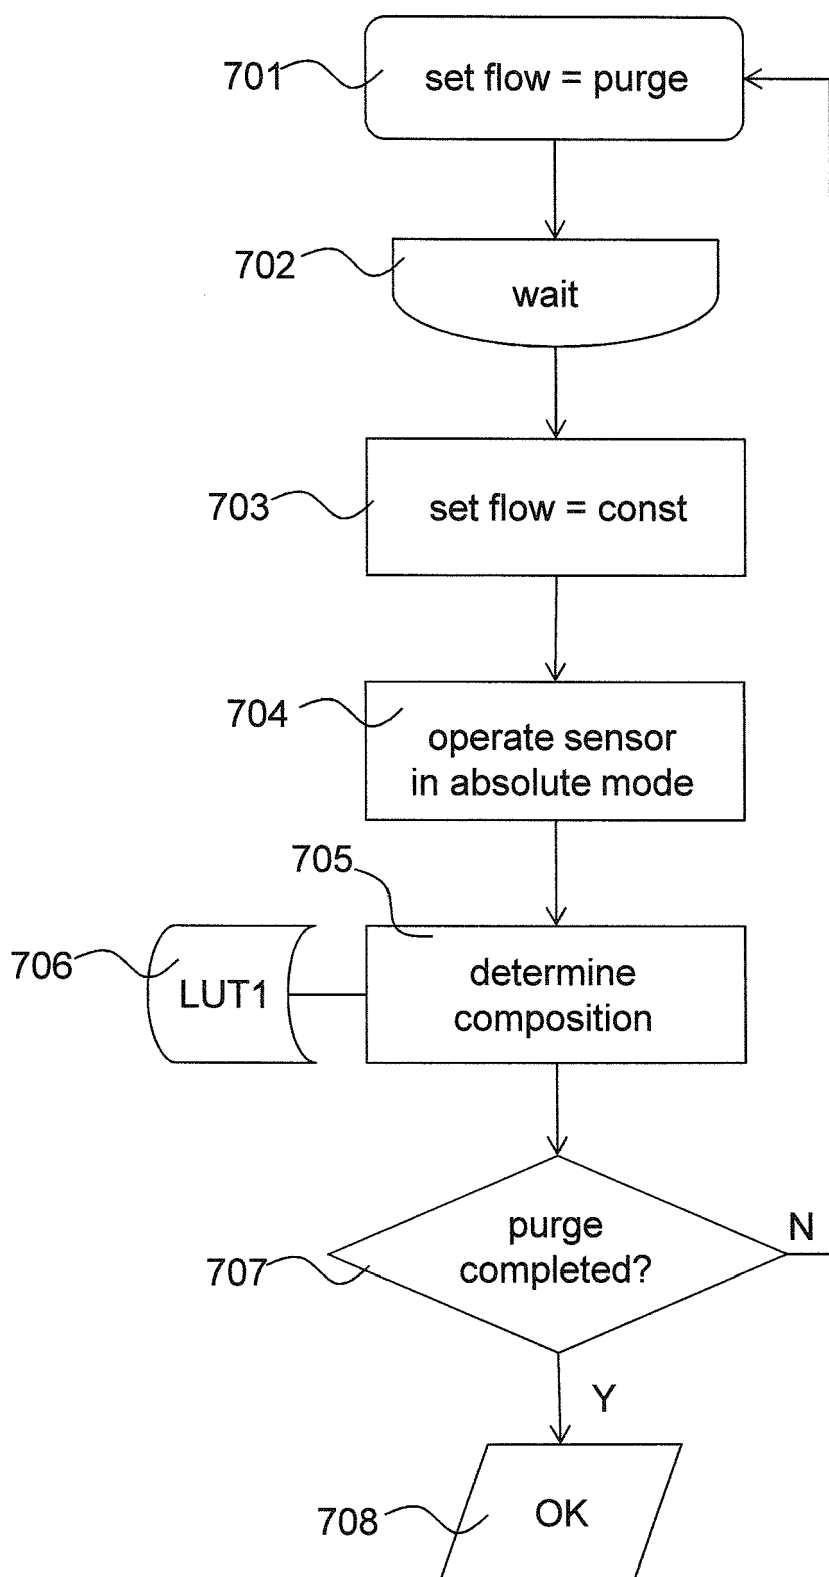 701
set flow = purge
702
wait
703
set flow = const
704
operate sensor
in absolute mode
705
706
LUT1
determine
composition
707
purge
completed?
N
Y
708
OK